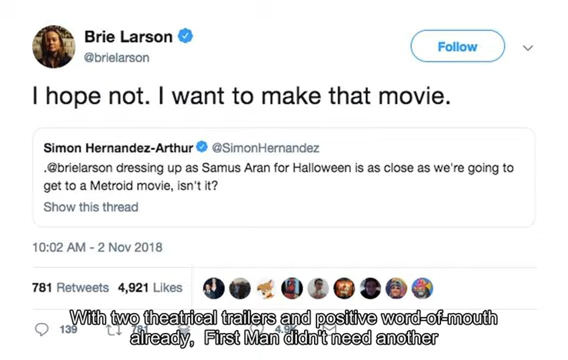 Brie Larson
@brielarson
Follow
I hope not. I want to make that movie.
Simon Hernandez-Arthur @SimonHernandez
.@brielarson dressing up as Samus Aran for Halloween is as close as we're going to
get to a Metroid movie, isn't it?
Show this thread
10:02 AM - 2 Nov 2018
781 Retweets 4,921 Likes
With two theatrical trailers and positive word-of-mouth
already, First Man didn't need another
139 781 4.9K